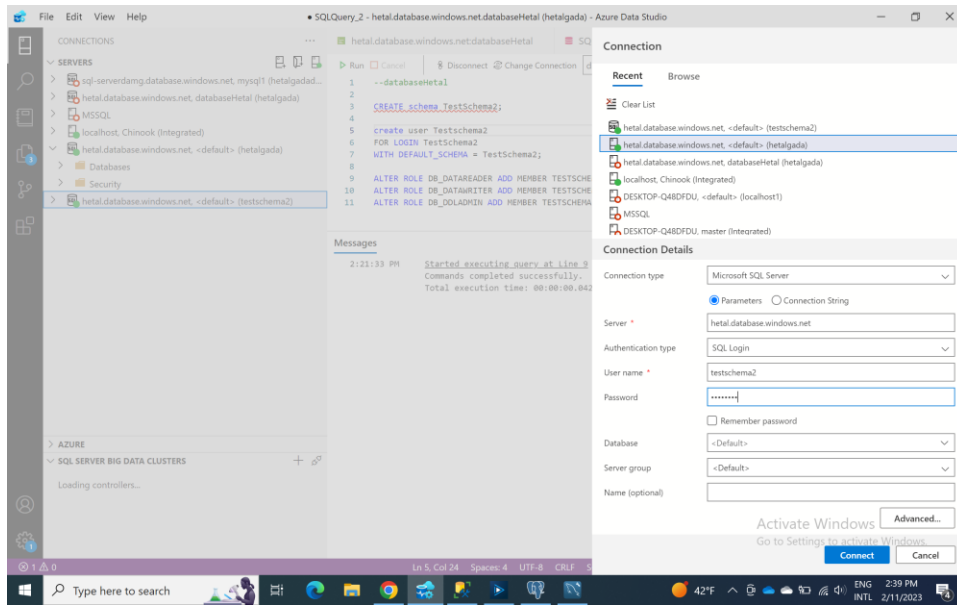 File Edit View Help
• SQLQuery_2 - hetal.database.windows.net.databaseHetal (hetalgada) - Azure Data Studio
CONNECTIONS
SERVERS
sql-serverdamg.database.windows.net, mysql1 (hetalgadad...
hetal.database.windows.net, databaseHetal (hetalgada)
MSSQL
localhost, Chinook (Integrated)
hetal.database.windows.net, <default> (hetalgada)
Databases
Security
hetal.database.windows.net, <default> (testschema2)
AZURE
SQL SERVER BIG DATA CLUSTERS
Loading controllers...
hetal.database.windows.net:databaseHetal
SQ
Run Cancel Disconnect Change Connection d
1 --databaseHetal
2
3 CREATE schema TestSchema2;
4
5 create user Testschema2
6 FOR LOGIN TestSchema2
7 WITH DEFAULT_SCHEMA = TestSchema2;
8
9 ALTER ROLE DB_DATAREADER ADD MEMBER TESTSCHE
10 ALTER ROLE DB_DATAWRITER ADD MEMBER TESTSCHE
11 ALTER ROLE DB_DDLADMIN ADD MEMBER TESTSCHEMA
Messages
2:21:33 PM Started executing query at Line 9
Commands completed successfully.
Total execution time: 00:00:00.042
Connection
Recent Browse
Clear List
hetal.database.windows.net, <default> (testschema2)
hetal.database.windows.net, <default> (hetalgada)
hetal.database.windows.net, databaseHetal (hetalgada)
localhost, Chinook (Integrated)
DESKTOP-Q48DFDU, <default> (localhost1)
MSSQL
DESKTOP-Q48DFDU, master (Integrated)
Connection Details
Connection type Microsoft SQL Server
Parameters Connection String
Server * hetal.database.windows.net
Authentication type SQL Login
User name * testschema2
Password ••••••••
Remember password
Database <Default>
Server group <Default>
Name (optional)
Advanced...
Activate Windows
Go to Settings to activate Windows.
Connect Cancel
1 0
Ln 5, Col 24 Spaces: 4 UTF-8 CRLF S
Type here to search
42°F
ENG 2:39 PM
INTL 2/11/2023
4